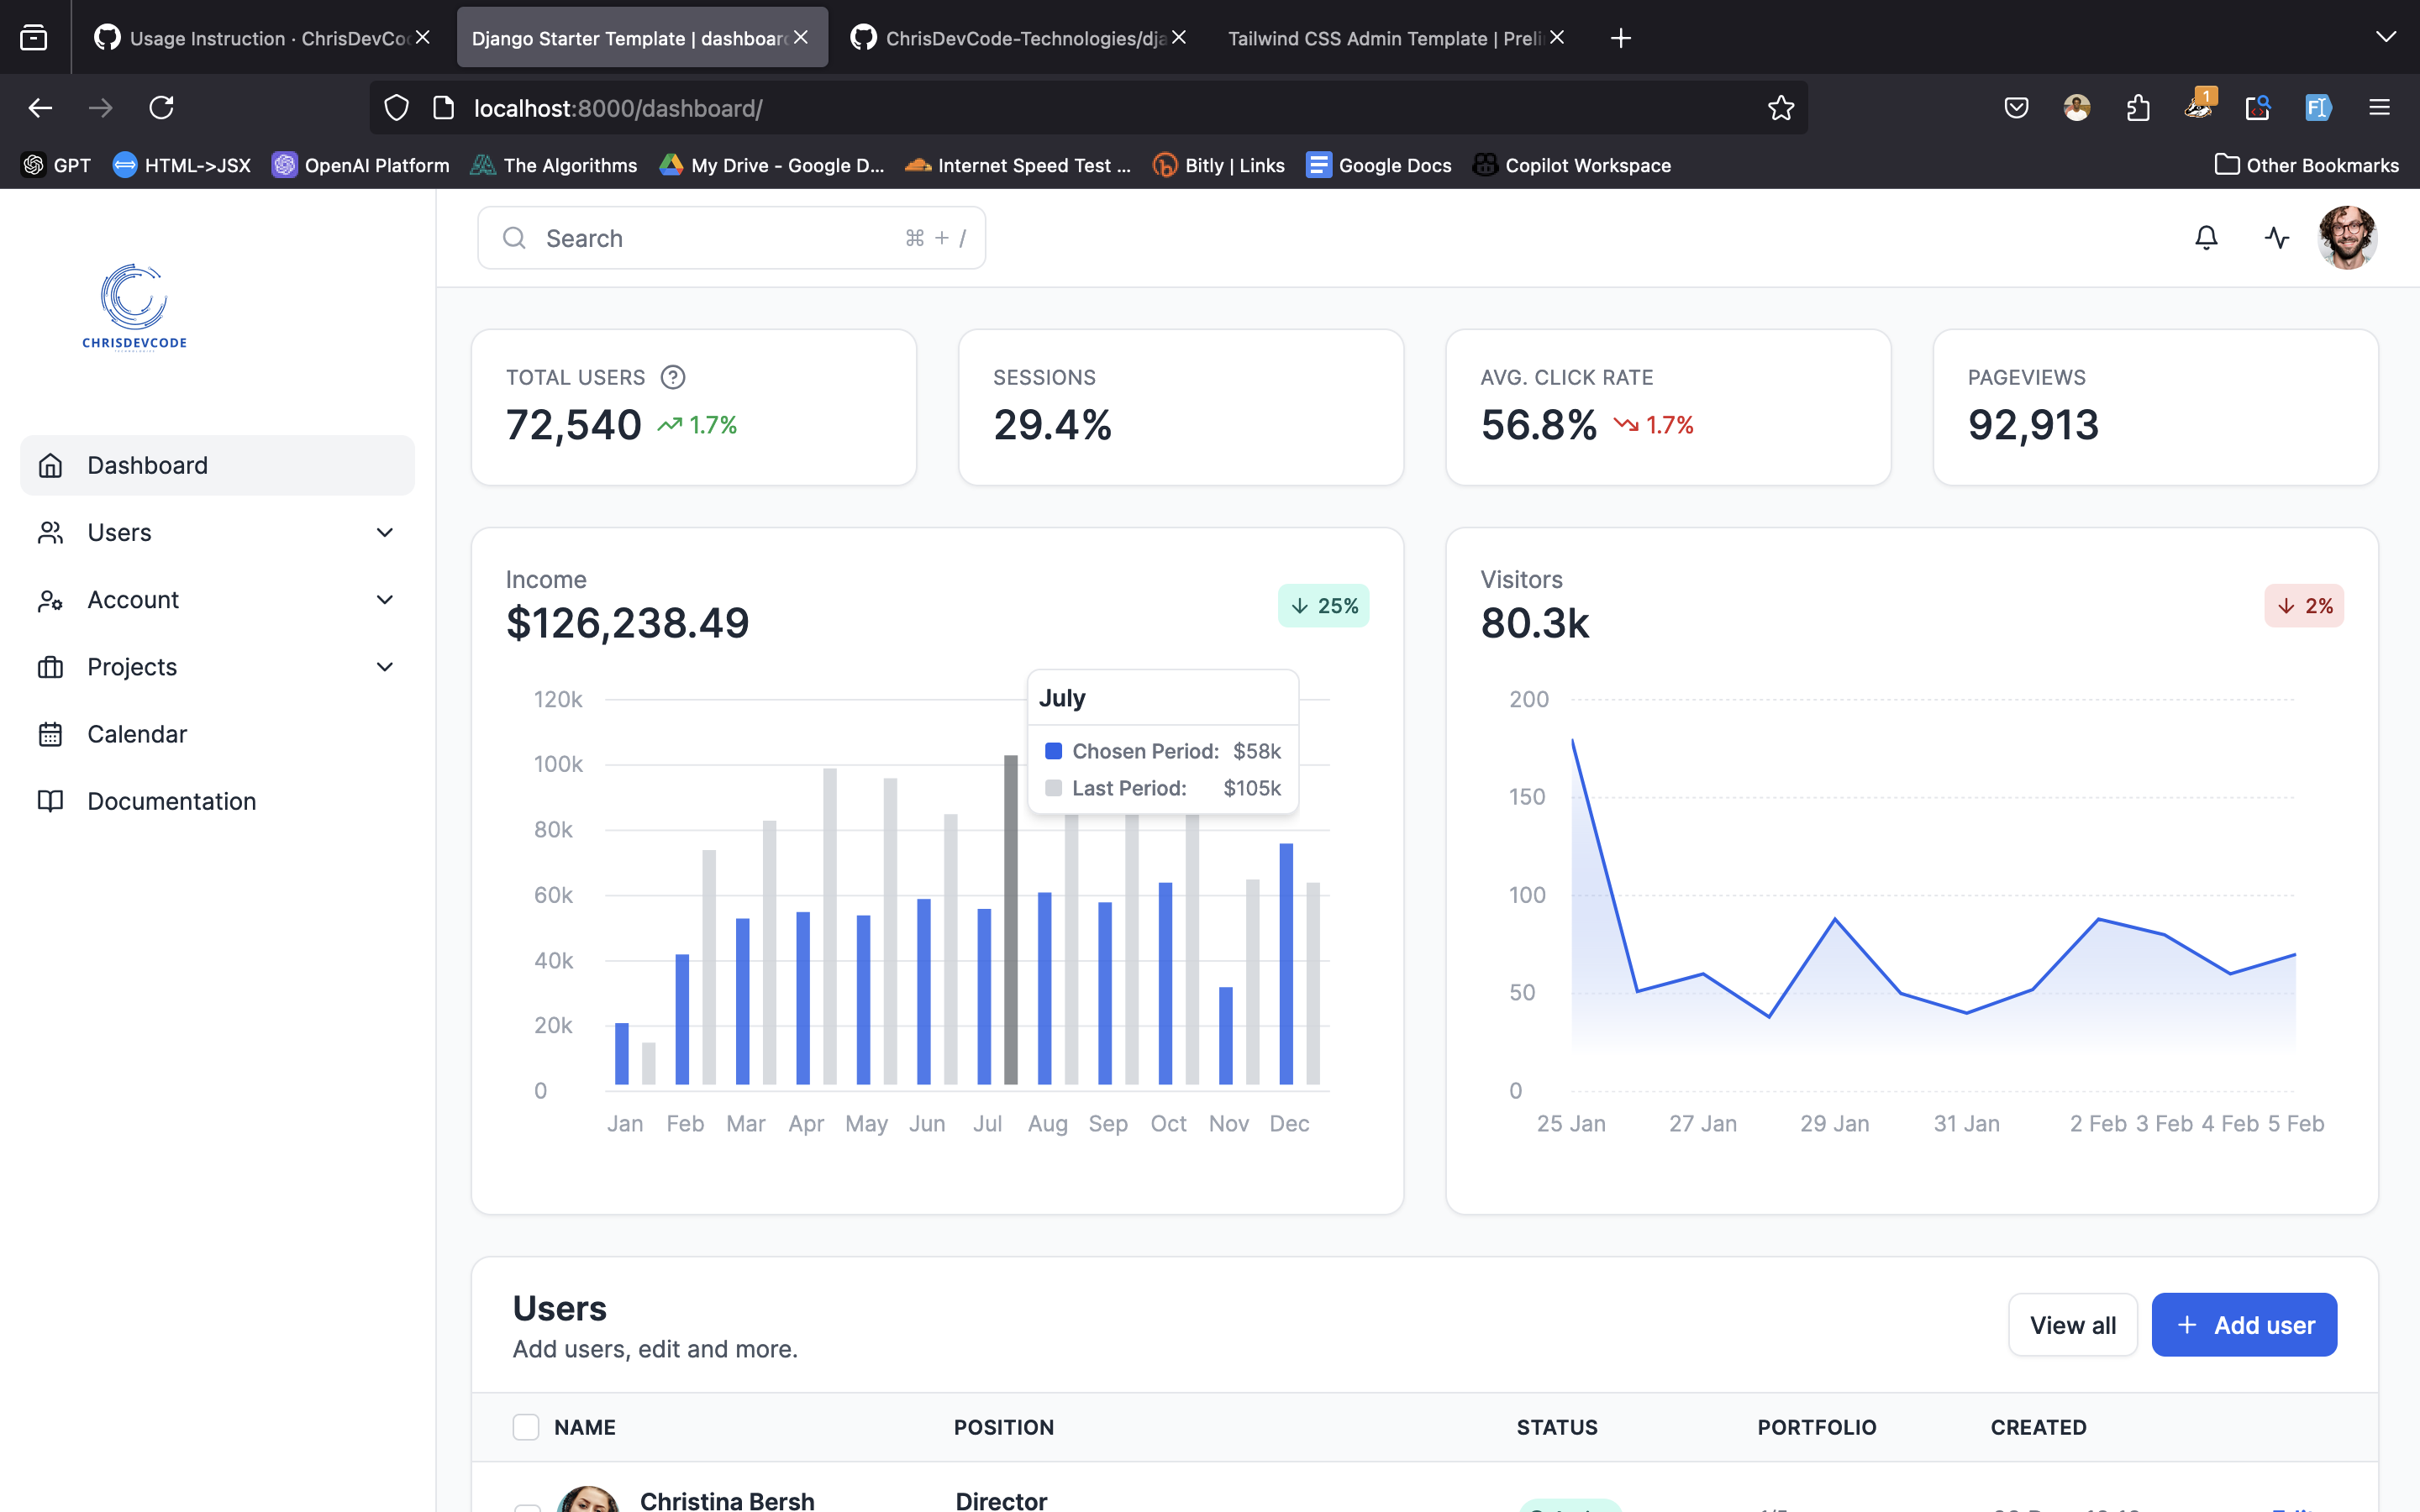 Usage Instruction · ChrisDevCo
Django Starter Template | dashboar
ChrisDevCode-Technologies/dja
Tailwind CSS Admin Template | Preli
localhost:8000/dashboard/
1
GPT
HTML->JSX
OpenAI Platform
The Algorithms
My Drive - Google D...
Internet Speed Test ...
Bitly | Links
Google Docs
Copilot Workspace
Other Bookmarks
CHRISDEVCODE
Search
⌘ + /
Dashboard
Users
Account
Projects
Calendar
Documentation
TOTAL USERS
72,540 1.7%
SESSIONS
29.4%
AVG. CLICK RATE
56.8% 1.7%
PAGEVIEWS
92,913
Income
$126,238.49
25%
July
Chosen Period: $58k
Last Period: $105k
120k
100k
80k
60k
40k
20k
0
Jan Feb Mar Apr May Jun Jul Aug Sep Oct Nov Dec
Visitors
80.3k
2%
200
150
100
50
0
25 Jan 27 Jan 29 Jan 31 Jan 2 Feb 3 Feb 4 Feb 5 Feb
Users
Add users, edit and more.
View all
+ Add user
NAME POSITION STATUS PORTFOLIO CREATED
Christina Bersh
Director